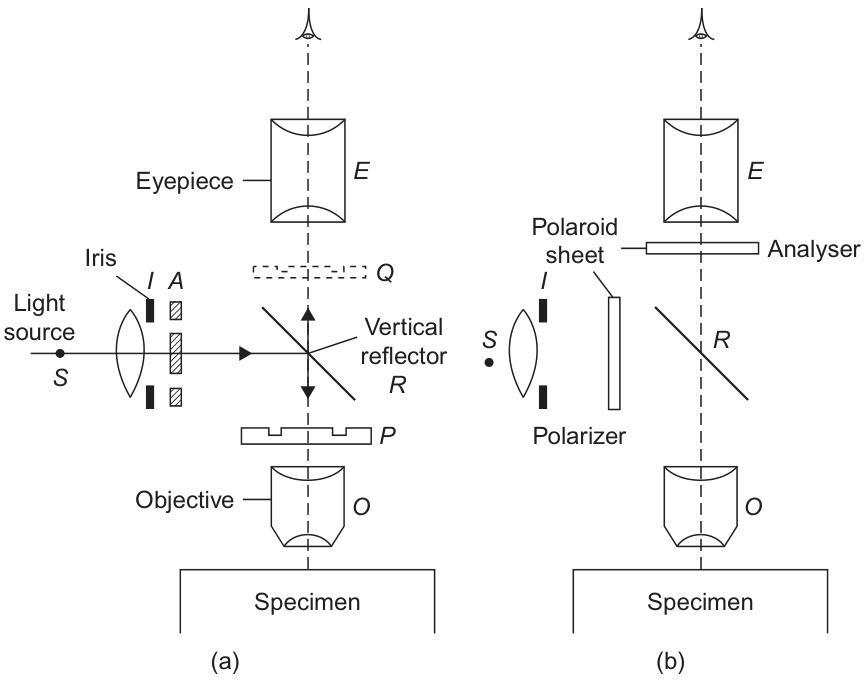 Eyepiece
E
Iris
I
A
Q
Light
source
S
Vertical
reflector
R
P
Objective
O
Specimen
(a)
E
Polaroid
sheet
Analyser
I
S
R
Polarizer
O
Specimen
(b)